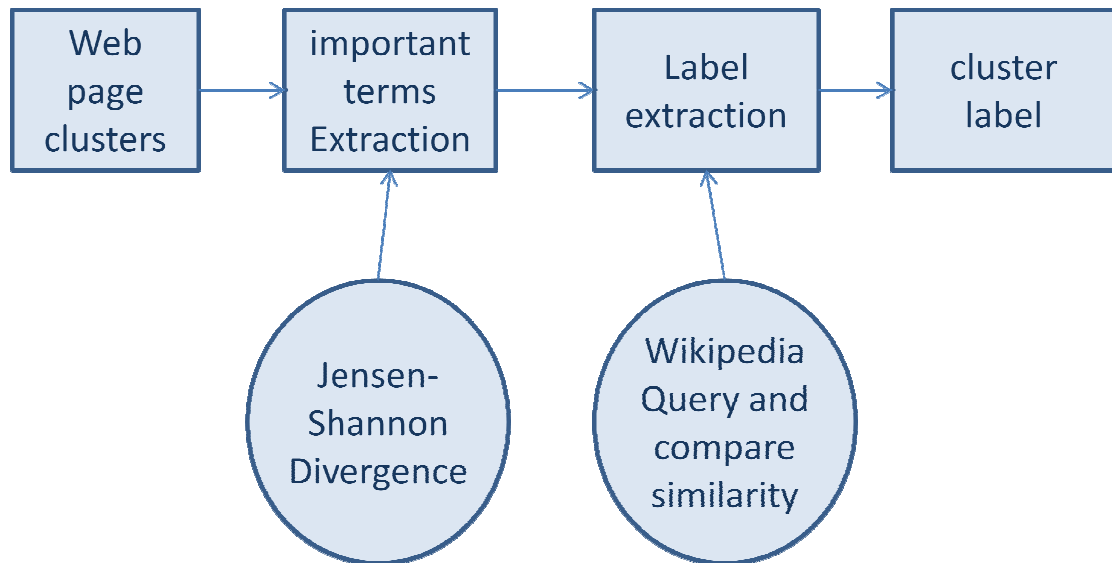 Web
page
clusters
important
terms
Extraction
Label
extraction
cluster
label
Jensen-
Shannon
Divergence
Wikipedia
Query and
compare
similarity